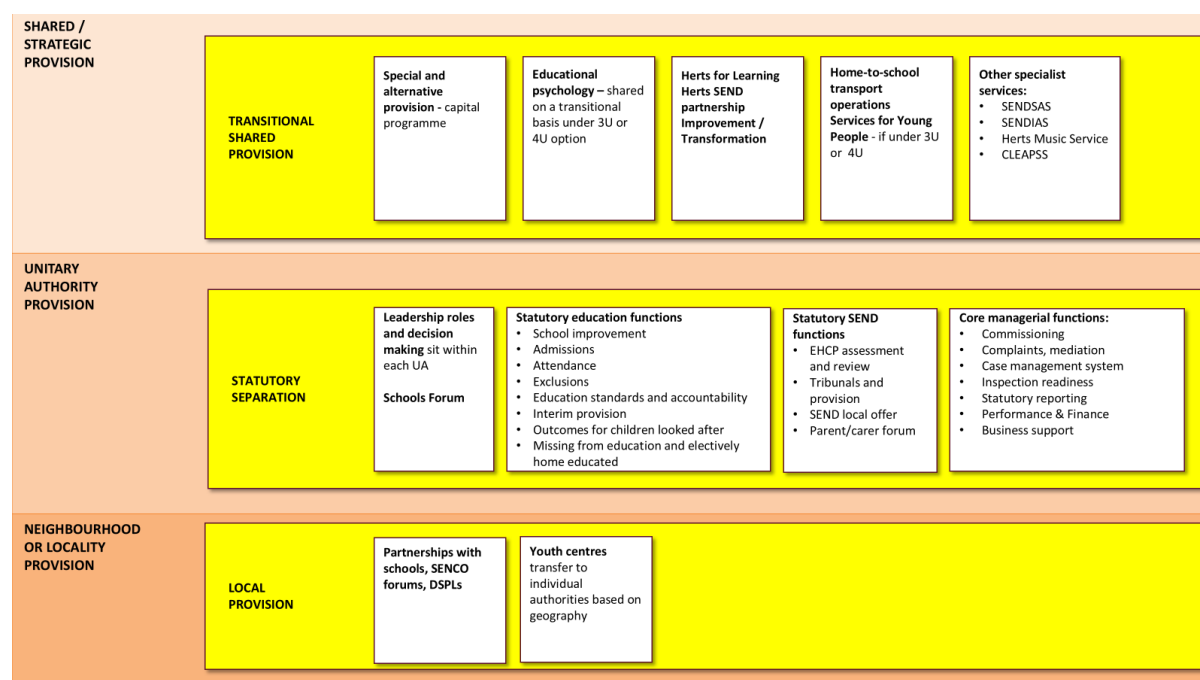 SHARED /
STRATEGIC
PROVISION
TRANSITIONAL
SHARED
PROVISION
Special and
alternative
provision - capital
programme
Educational
psychology – shared
on a transitional
basis under 3U or
4U option
Herts for Learning
Herts SEND
partnership
Improvement /
Transformation
Home-to-school
transport
operations
Services for Young
People - if under 3U
or 4U
Other specialist
services:
• SENDSAS
• SENDIAS
• Herts Music Service
• CLEAPSS
UNITARY
AUTHORITY
PROVISION
STATUTORY
SEPARATION
Leadership roles
and decision
making sit within
each UA
Schools Forum
Statutory education functions
• School improvement
• Admissions
• Attendance
• Exclusions
• Education standards and accountability
• Interim provision
• Outcomes for children looked after
• Missing from education and electively
home educated
Statutory SEND
functions
• EHCP assessment
and review
• Tribunals and
provision
• SEND local offer
• Parent/carer forum
Core managerial functions:
• Commissioning
• Complaints, mediation
• Case management system
• Inspection readiness
• Statutory reporting
• Performance & Finance
• Business support
NEIGHBOURHOOD
OR LOCALITY
PROVISION
LOCAL
PROVISION
Partnerships with
schools, SENCO
forums, DSPLs
Youth centres
transfer to
individual
authorities based on
geography